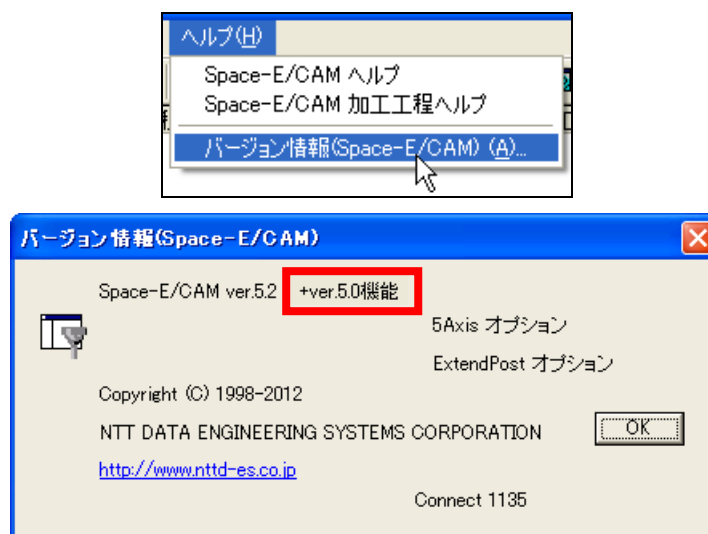 ヘルプ(H)
Space-E/CAM ヘルプ
Space-E/CAM 加工工程ヘルプ
バージョン情報(Space-E/CAM) (A)...
バージョン情報(Space-E/CAM)
Space-E/CAM ver.5.2 +ver.5.0機能
5Axis オプション
ExtendPost オプション
Copyright (C) 1998-2012
NTT DATA ENGINEERING SYSTEMS CORPORATION
OK
http://www.nttd-es.co.jp
Connect 1135